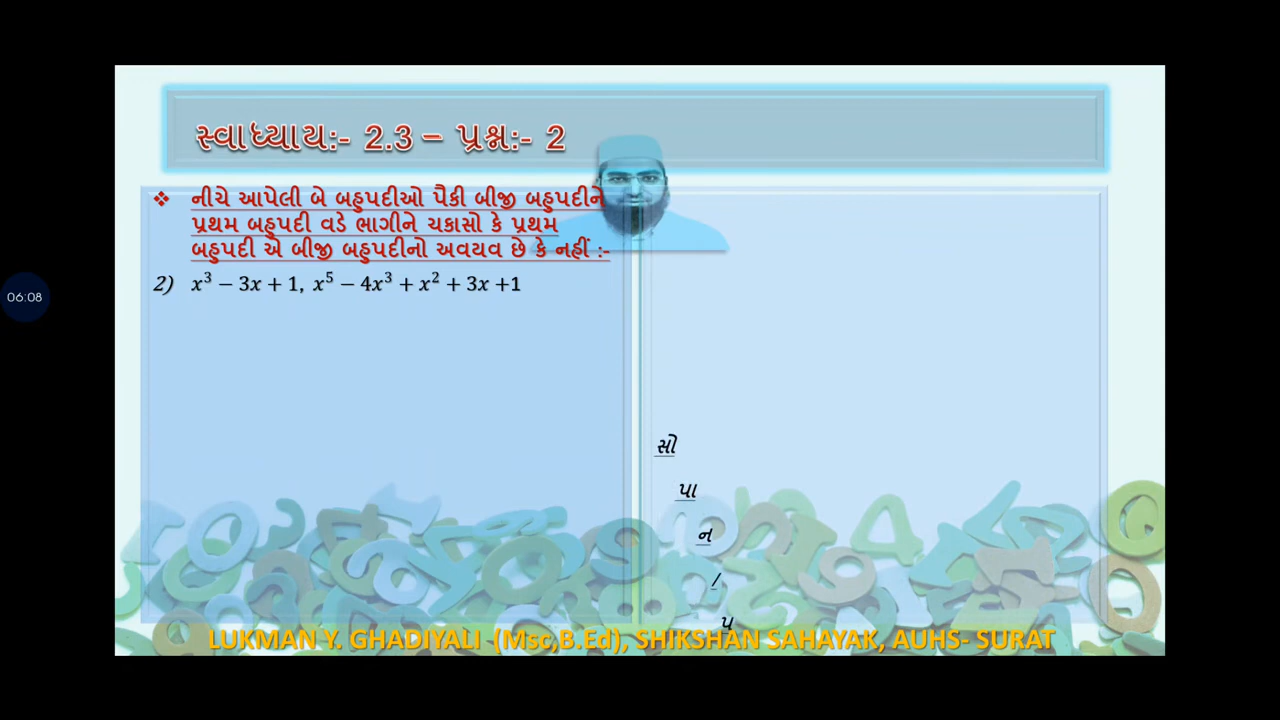 સ્વાધ્યાય:- 2.3 – પ્રશ્ન:- 2
❖ નીચે આપેલી બે બહુપદીઓ પૈકી બીજી બહુપદીને
પ્રથમ બહુપદી વડે ભાગીને ચકાસો કે પ્રથમ
બહુપદી એ બીજી બહુપદીનો અવયવ છે કે નહીં :-
2) x³ − 3x + 1, x⁵ − 4x³ + x² + 3x +1
06:08
સો
પા
ન
/
પ
LUKMAN Y. GHADIYALI (Msc,B.Ed), SHIKSHAN SAHAYAK, AUHS- SURAT